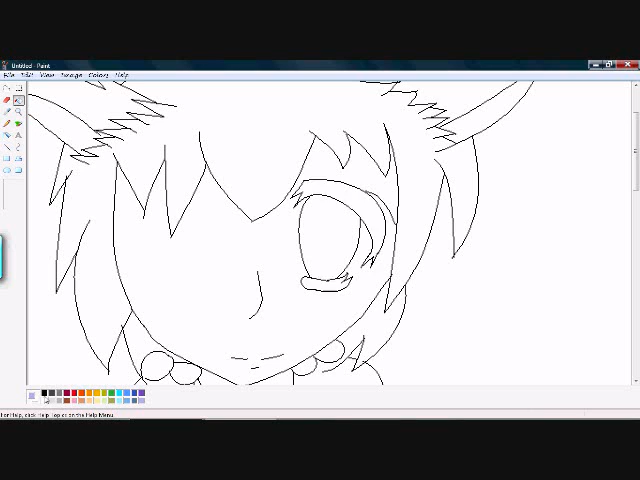 Untitled - Paint
File Edit View Image Colors Help
For Help, click Help Topics on the Help Menu.